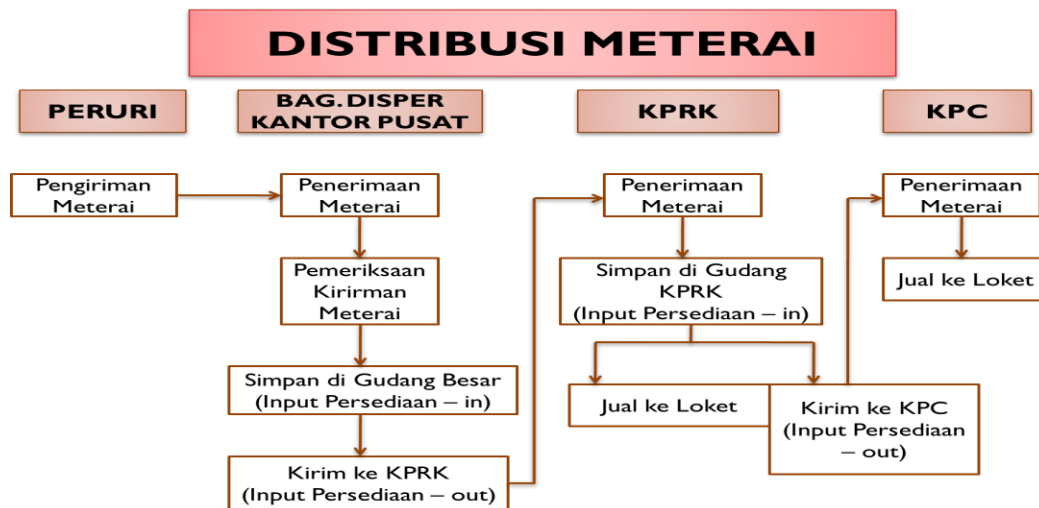 DISTRIBUSI METERAI
PERURI
BAG. DISPER
KANTOR PUSAT
KPRK
KPC
Pengiriman
Meterai
Penerimaan
Meterai
Pemeriksaan
Kirirman
Meterai
Simpan di Gudang Besar
(Input Persediaan – in)
Kirim ke KPRK
(Input Persediaan – out)
Penerimaan
Meterai
Simpan di Gudang
KPRK
(Input Persediaan – in)
Jual ke Loket
Kirim ke KPC
(Input Persediaan
– out)
Penerimaan
Meterai
Jual ke Loket